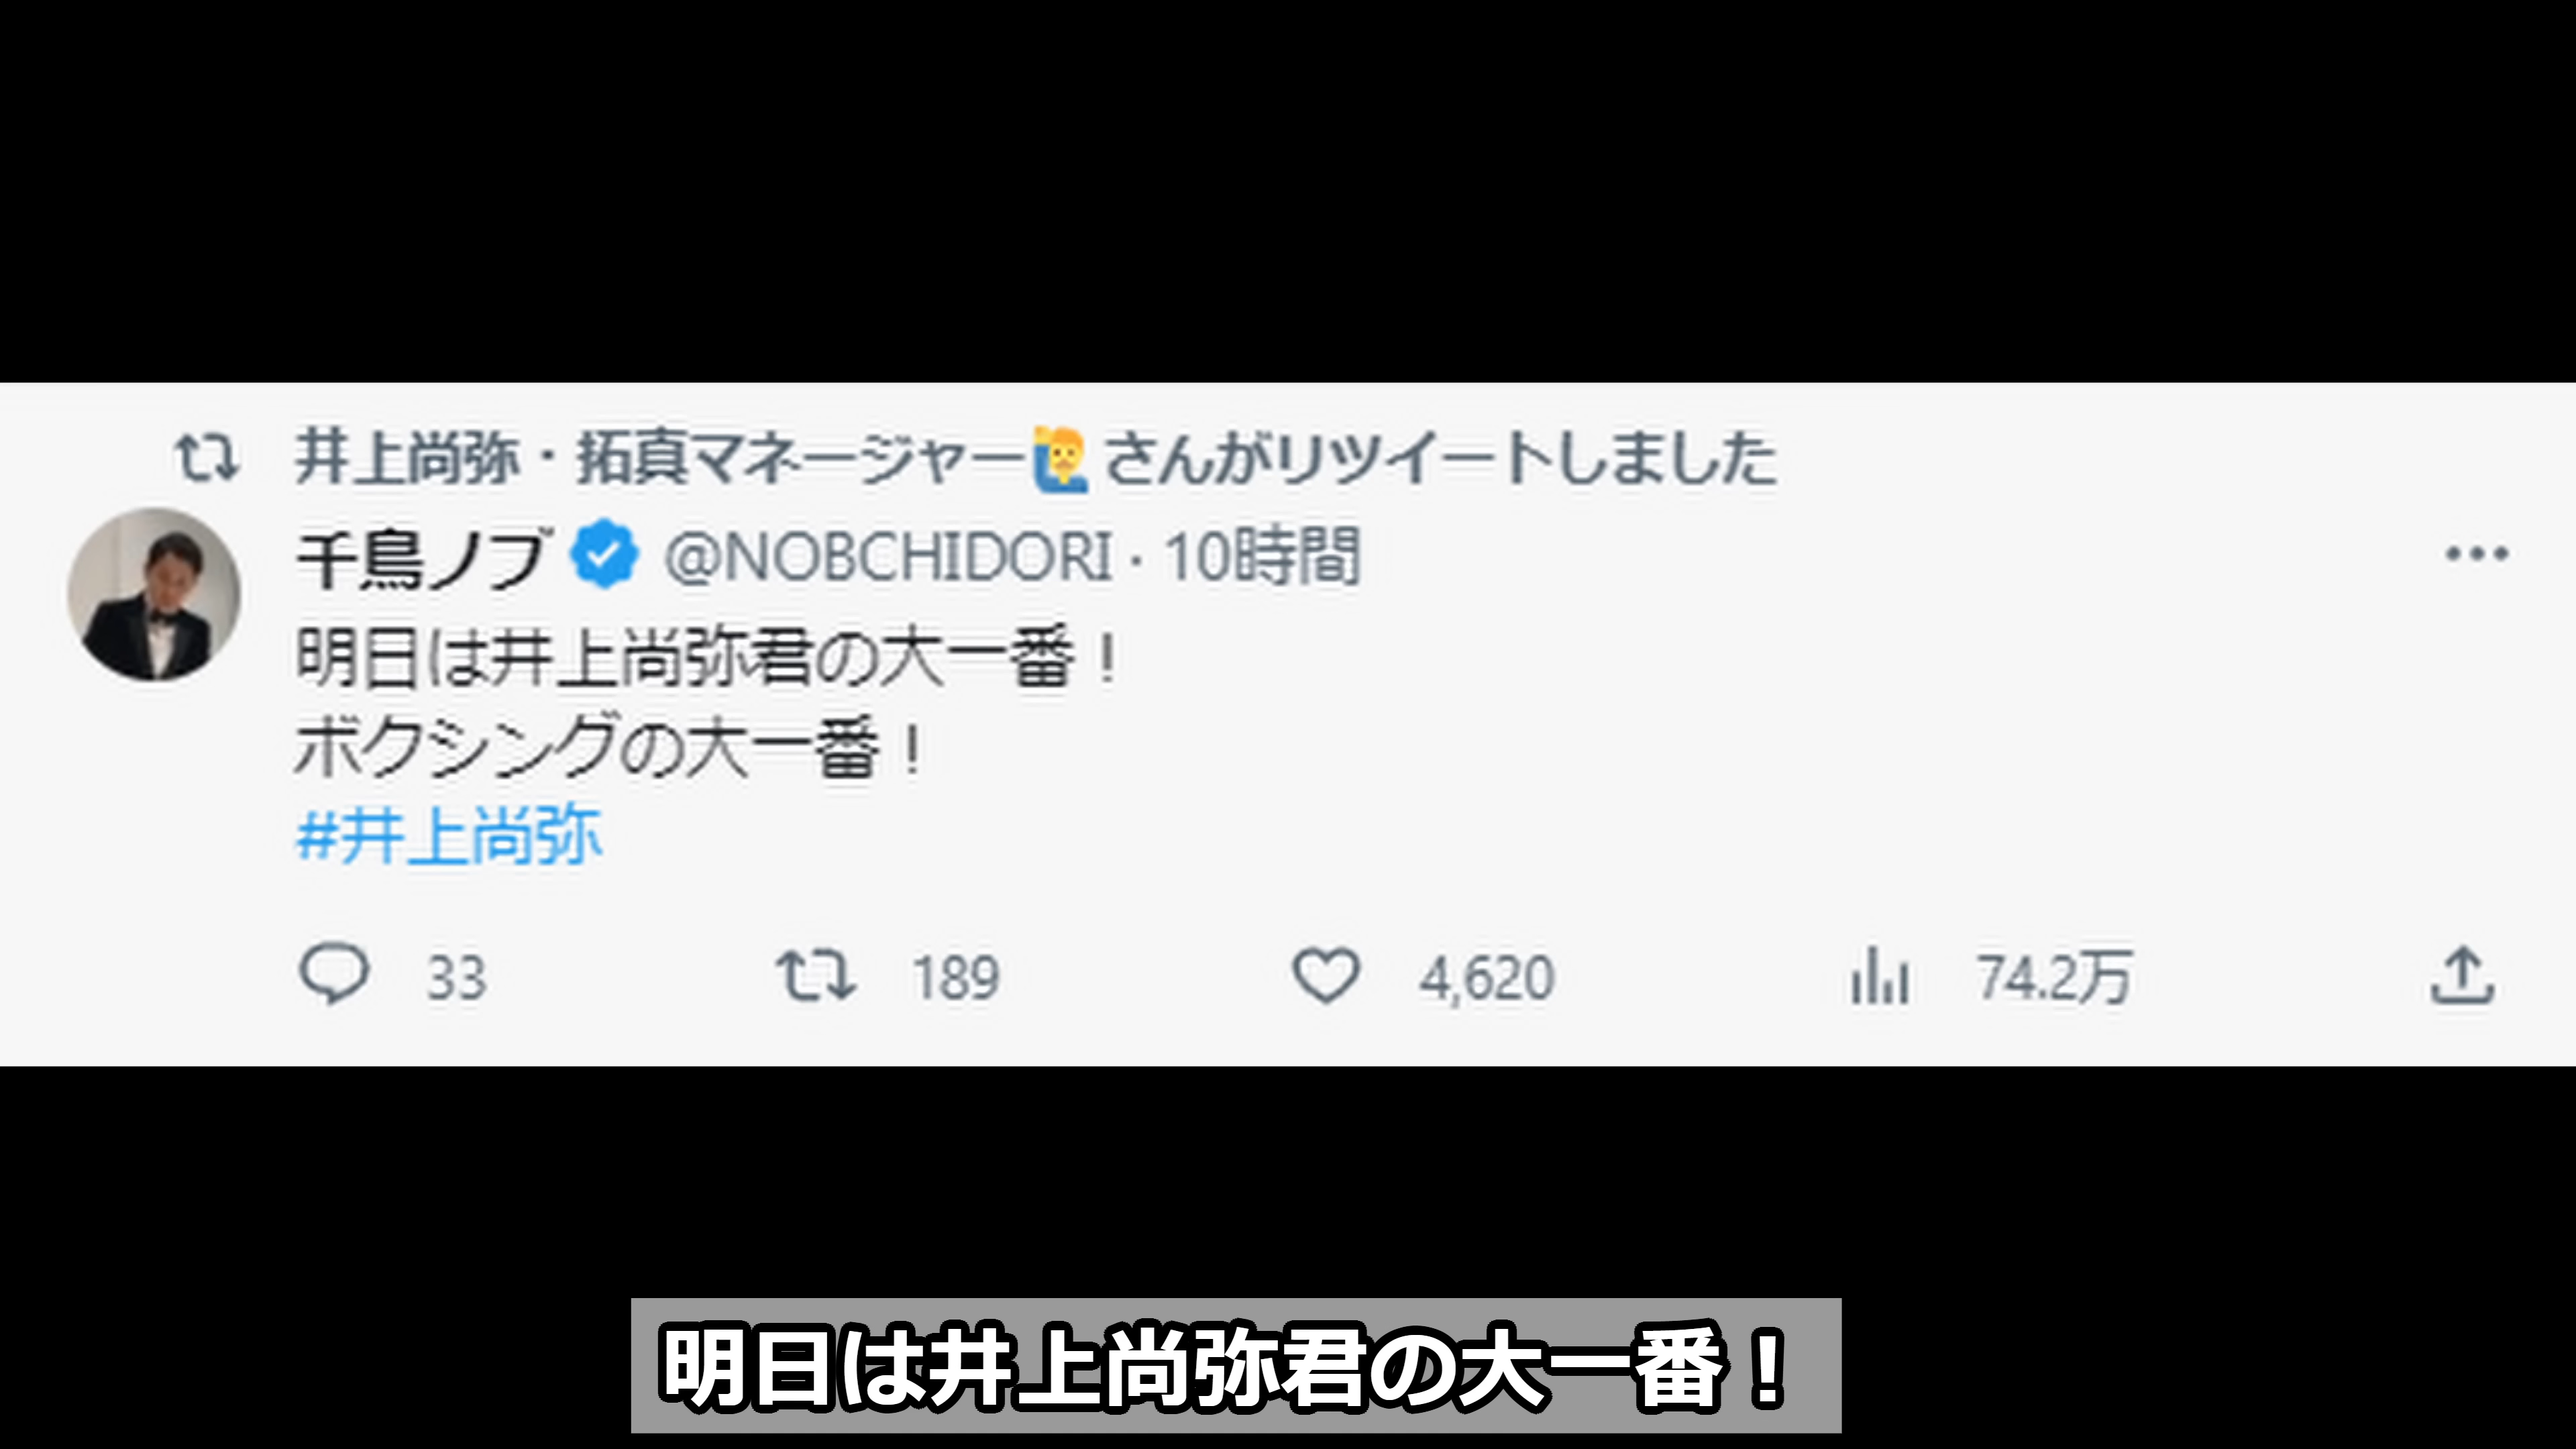 井上尚弥・拓真マネージャー🙋‍♂️ さんがリツイートしました
千鳥ノブ @NOBCHIDORI · 10時間
明日は井上尚弥君の大一番！
ボクシングの大一番！
#井上尚弥
33 189 4,620 74.2万
明日は井上尚弥君の大一番！